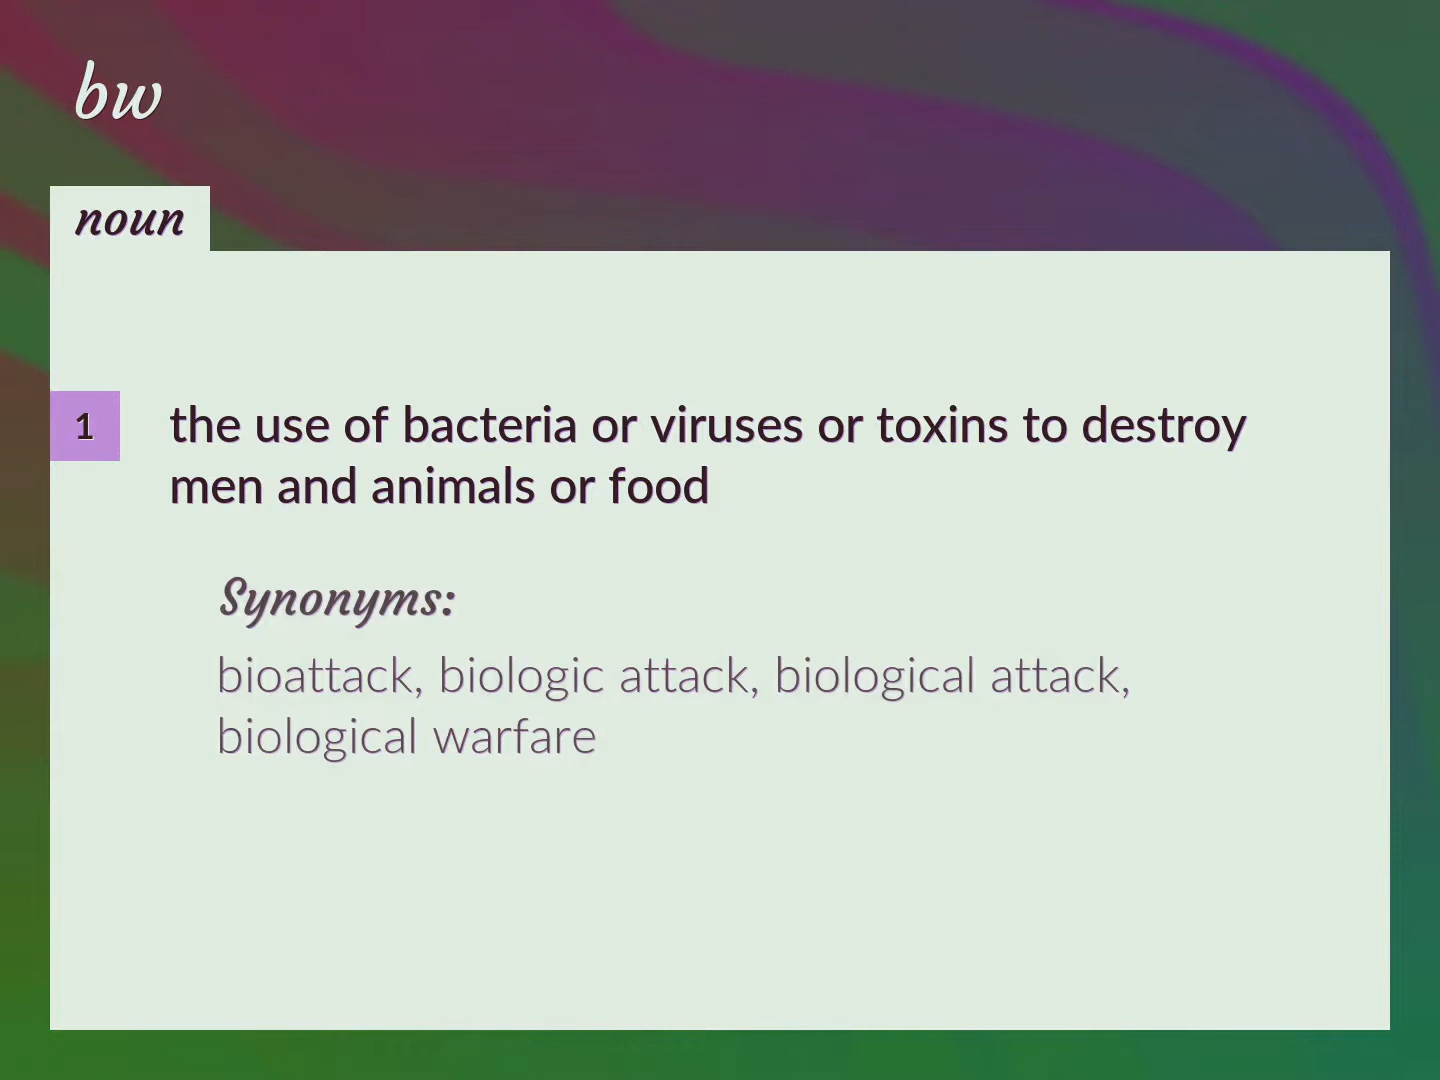 bw
noun
1
the use of bacteria or viruses or toxins to destroy
men and animals or food
Synonyms:
bioattack, biologic attack, biological attack,
biological warfare